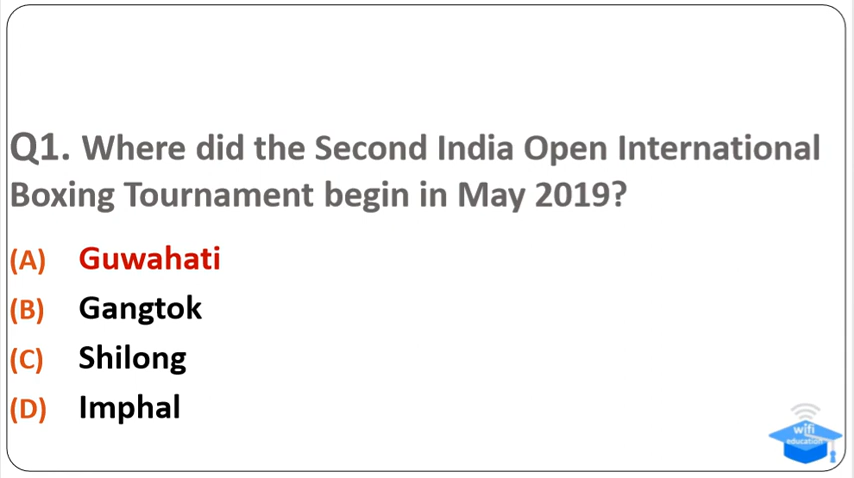 Q1. Where did the Second India Open International
Boxing Tournament begin in May 2019?
(A) Guwahati
(B) Gangtok
(C) Shilong
(D) Imphal
wifi
education